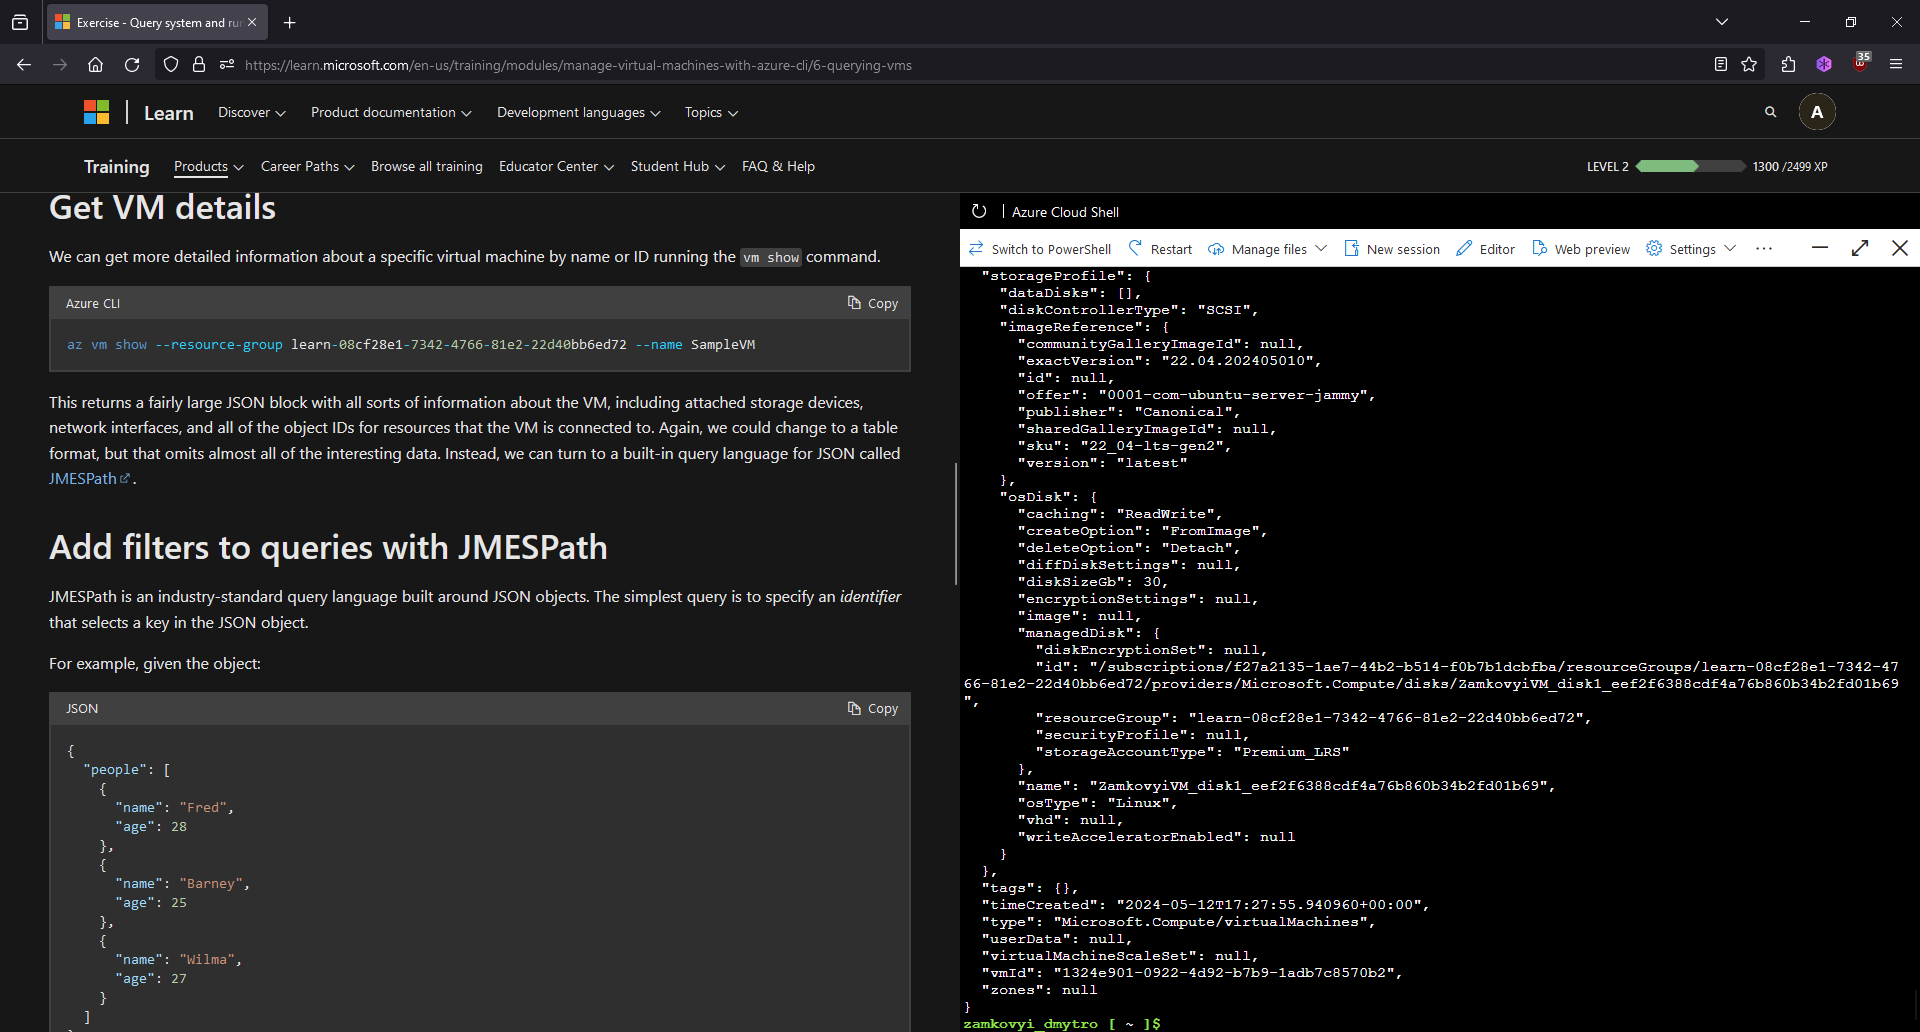 Exercise - Query system and ru
https://learn.microsoft.com/en-us/training/modules/manage-virtual-machines-with-azure-cli/6-querying-vms
35
Learn
Discover
Product documentation
Development languages
Topics
A
Training
Products
Career Paths
Browse all training
Educator Center
Student Hub
FAQ & Help
LEVEL 2
1300 /2499 XP
Get VM details
We can get more detailed information about a specific virtual machine by name or ID running the vm show command.
Azure CLI
Copy
az vm show --resource-group learn-08cf28e1-7342-4766-81e2-22d40bb6ed72 --name SampleVM
This returns a fairly large JSON block with all sorts of information about the VM, including attached storage devices,
network interfaces, and all of the object IDs for resources that the VM is connected to. Again, we could change to a table
format, but that omits almost all of the interesting data. Instead, we can turn to a built-in query language for JSON called
JMESPath.
Add filters to queries with JMESPath
JMESPath is an industry-standard query language built around JSON objects. The simplest query is to specify an identifier
that selects a key in the JSON object.
For example, given the object:
JSON
Copy
{
"people": [
{
"name": "Fred",
"age": 28
},
{
"name": "Barney",
"age": 25
},
{
"name": "Wilma",
"age": 27
}
]
Azure Cloud Shell
Switch to PowerShell
Restart
Manage files
New session
Editor
Web preview
Settings
"storageProfile": {
"dataDisks": [],
"diskControllerType": "SCSI",
"imageReference": {
"communityGalleryImageId": null,
"exactVersion": "22.04.202405010",
"id": null,
"offer": "0001-com-ubuntu-server-jammy",
"publisher": "Canonical",
"sharedGalleryImageId": null,
"sku": "22_04-lts-gen2",
"version": "latest"
},
"osDisk": {
"caching": "ReadWrite",
"createOption": "FromImage",
"deleteOption": "Detach",
"diffDiskSettings": null,
"diskSizeGb": 30,
"encryptionSettings": null,
"image": null,
"managedDisk": {
"diskEncryptionSet": null,
"id": "/subscriptions/f27a2135-1ae7-44b2-b514-f0b7b1dcbfba/resourceGroups/learn-08cf28e1-7342-47
66-81e2-22d40bb6ed72/providers/Microsoft.Compute/disks/ZamkovyiVM_disk1_eef2f6388cdf4a76b860b34b2fd01b69
",
"resourceGroup": "learn-08cf28e1-7342-4766-81e2-22d40bb6ed72",
"securityProfile": null,
"storageAccountType": "Premium_LRS"
},
"name": "ZamkovyiVM_disk1_eef2f6388cdf4a76b860b34b2fd01b69",
"osType": "Linux",
"vhd": null,
"writeAcceleratorEnabled": null
}
},
"tags": {},
"timeCreated": "2024-05-12T17:27:55.940960+00:00",
"type": "Microsoft.Compute/virtualMachines",
"userData": null,
"virtualMachineScaleSet": null,
"vmId": "1324e901-0922-4d92-b7b9-1adb7c8570b2",
"zones": null
}
zamkovyi_dmytro [ ~ ]$